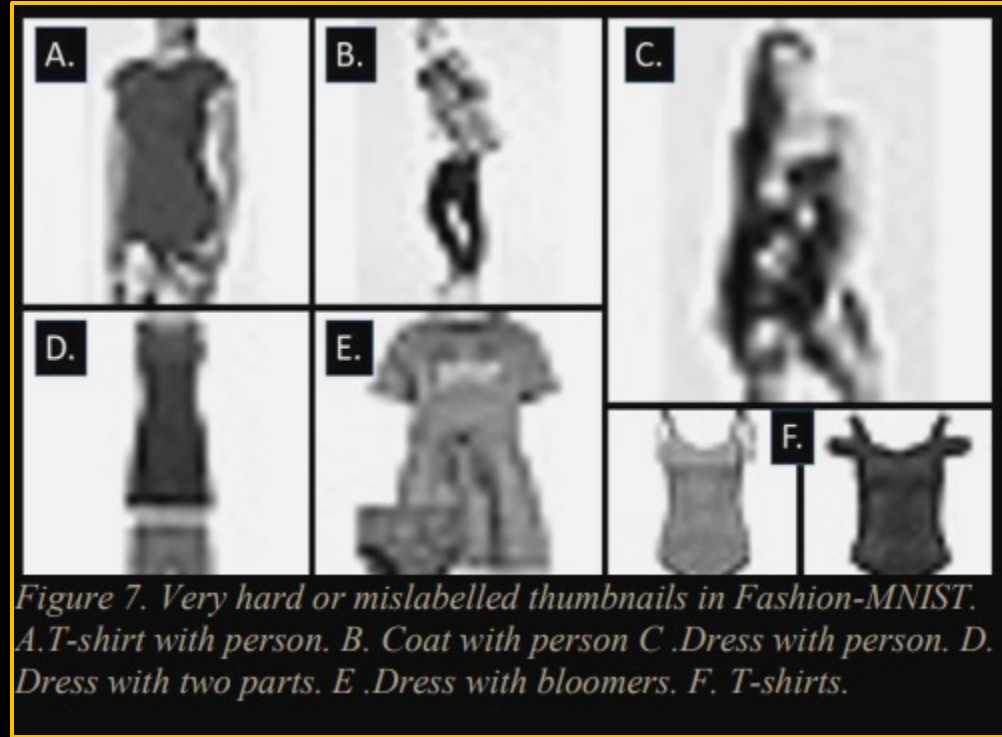 A.
B.
C.
D.
E.
F.
Figure 7. Very hard or mislabelled thumbnails in Fashion-MNIST.
A.T-shirt with person. B. Coat with person C .Dress with person. D.
Dress with two parts. E .Dress with bloomers. F. T-shirts.